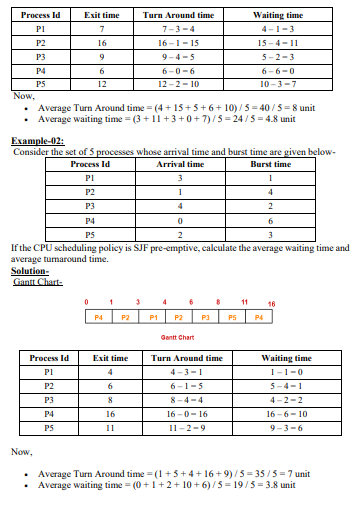 Process Id Exit time Turn Around time Waiting time
P1 7 7 – 3 = 4 4 – 1 = 3
P2 16 16 – 1 = 15 15 – 4 = 11
P3 9 9 – 4 = 5 5 – 2 = 3
P4 6 6 – 0 = 6 6 – 6 = 0
P5 12 12 – 2 = 10 10 – 3 = 7
Now,
• Average Turn Around time = (4 + 15 + 5 + 6 + 10) / 5 = 40 / 5 = 8 unit
• Average waiting time = (3 + 11 + 3 + 0 + 7) / 5 = 24 / 5 = 4.8 unit
Example-02:
Consider the set of 5 processes whose arrival time and burst time are given below-
Process Id Arrival time Burst time
P1 3 1
P2 1 4
P3 4 2
P4 0 6
P5 2 3
If the CPU scheduling policy is SJF pre-emptive, calculate the average waiting time and
average turnaround time.
Solution-
Gantt Chart-
0 1 3 4 6 8 11 16
P4 P2 P1 P2 P3 P5 P4
Gantt Chart
Process Id Exit time Turn Around time Waiting time
P1 4 4 – 3 = 1 1 – 1 = 0
P2 6 6 – 1 = 5 5 – 4 = 1
P3 8 8 – 4 = 4 4 – 2 = 2
P4 16 16 – 0 = 16 16 – 6 = 10
P5 11 11 – 2 = 9 9 – 3 = 6
Now,
• Average Turn Around time = (1 + 5 + 4 + 16 + 9) / 5 = 35 / 5 = 7 unit
• Average waiting time = (0 + 1 + 2 + 10 + 6) / 5 = 19 / 5 = 3.8 unit